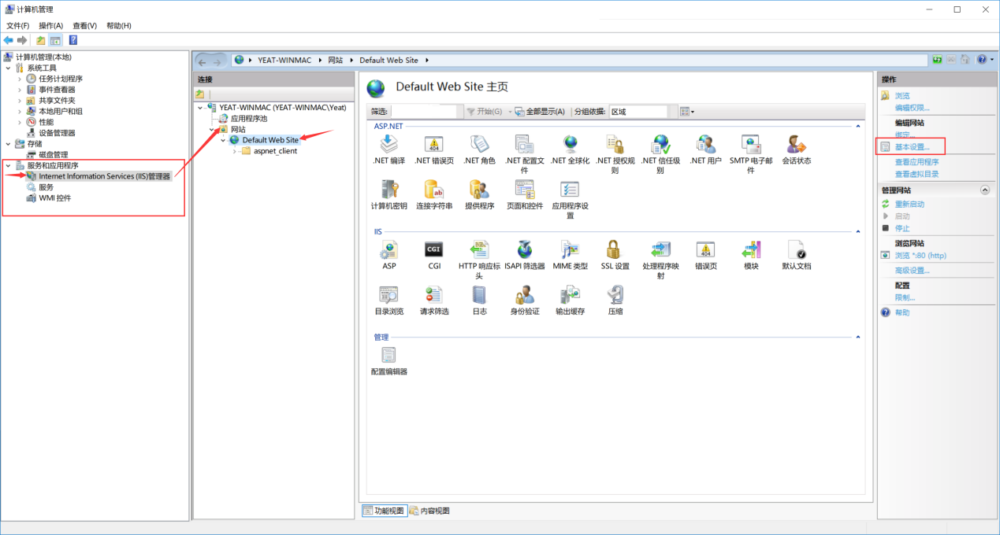 计算机管理
文件(F) 操作(A) 查看(V) 帮助(H)
计算机管理(本地)
系统工具
任务计划程序
事件查看器
共享文件夹
本地用户和组
性能
设备管理器
存储
磁盘管理
服务和应用程序
Internet Information Services (IIS)管理器
服务
WMI 控件
YEAT-WINMAC 网站 Default Web Site
连接
YEAT-WINMAC (YEAT-WINMAC\Yeat)
应用程序池
网站
Default Web Site
aspnet_client
Default Web Site 主页
筛选: 开始(G) 全部显示(A) 分组依据: 区域
ASP.NET
.NET 编译 .NET 错误页 .NET 角色 .NET 配置文件 .NET 全球化 .NET 授权规则 .NET 信任级别 .NET 用户 SMTP 电子邮件 会话状态
计算机密钥 连接字符串 提供程序 页面和控件 应用程序设置
IIS
ASP CGI HTTP 响应标头 ISAPI 筛选器 MIME 类型 SSL 设置 处理程序映射 错误页 模块 默认文档
目录浏览 请求筛选 日志 身份验证 输出缓存 压缩
管理
配置编辑器
功能视图 内容视图
操作
浏览
编辑权限...
编辑网站
绑定...
基本设置...
查看应用程序
查看虚拟目录
管理网站
重新启动
启动
停止
浏览网站
浏览 *:80 (http)
高级设置...
配置
限制...
帮助